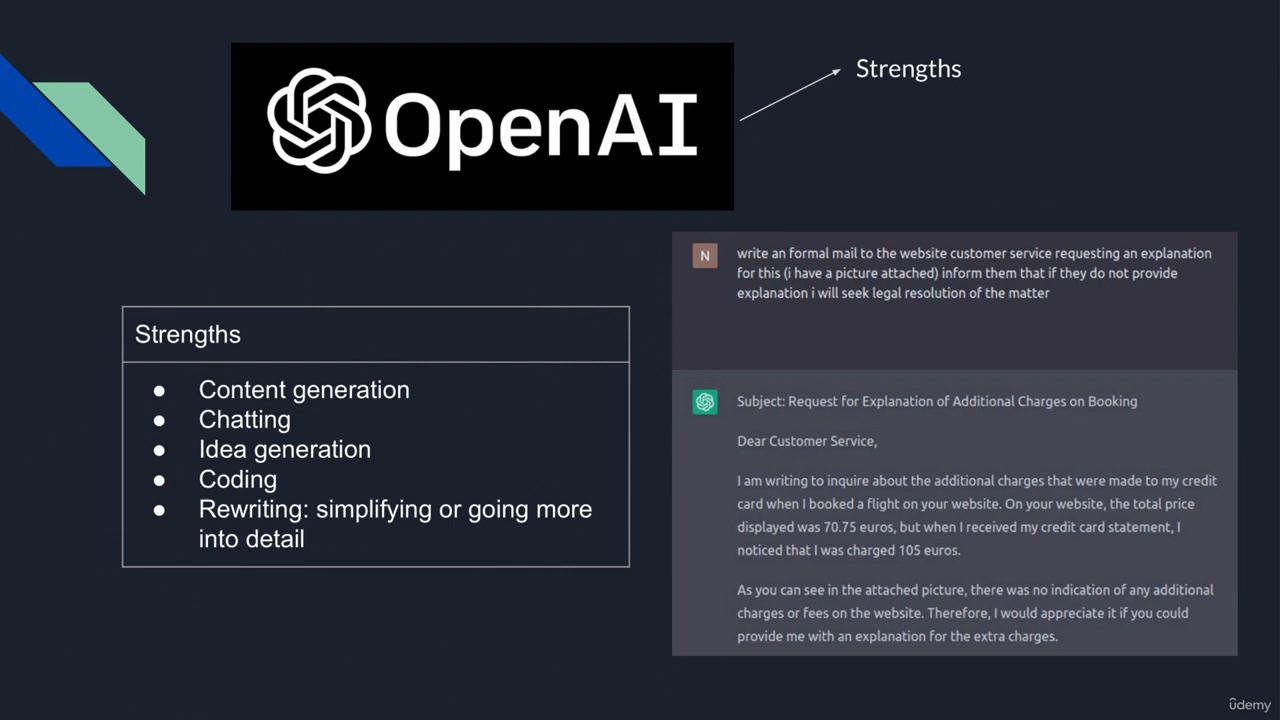 OpenAI
Strengths
Strengths
● Content generation
● Chatting
● Idea generation
● Coding
● Rewriting: simplifying or going more
into detail
N
write an formal mail to the website customer service requesting an explanation
for this (i have a picture attached) inform them that if they do not provide
explanation i will seek legal resolution of the matter
Subject: Request for Explanation of Additional Charges on Booking
Dear Customer Service,
I am writing to inquire about the additional charges that were made to my credit
card when I booked a flight on your website. On your website, the total price
displayed was 70.75 euros, but when I received my credit card statement, I
noticed that I was charged 105 euros.
As you can see in the attached picture, there was no indication of any additional
charges or fees on the website. Therefore, I would appreciate it if you could
provide me with an explanation for the extra charges.
ûdemy